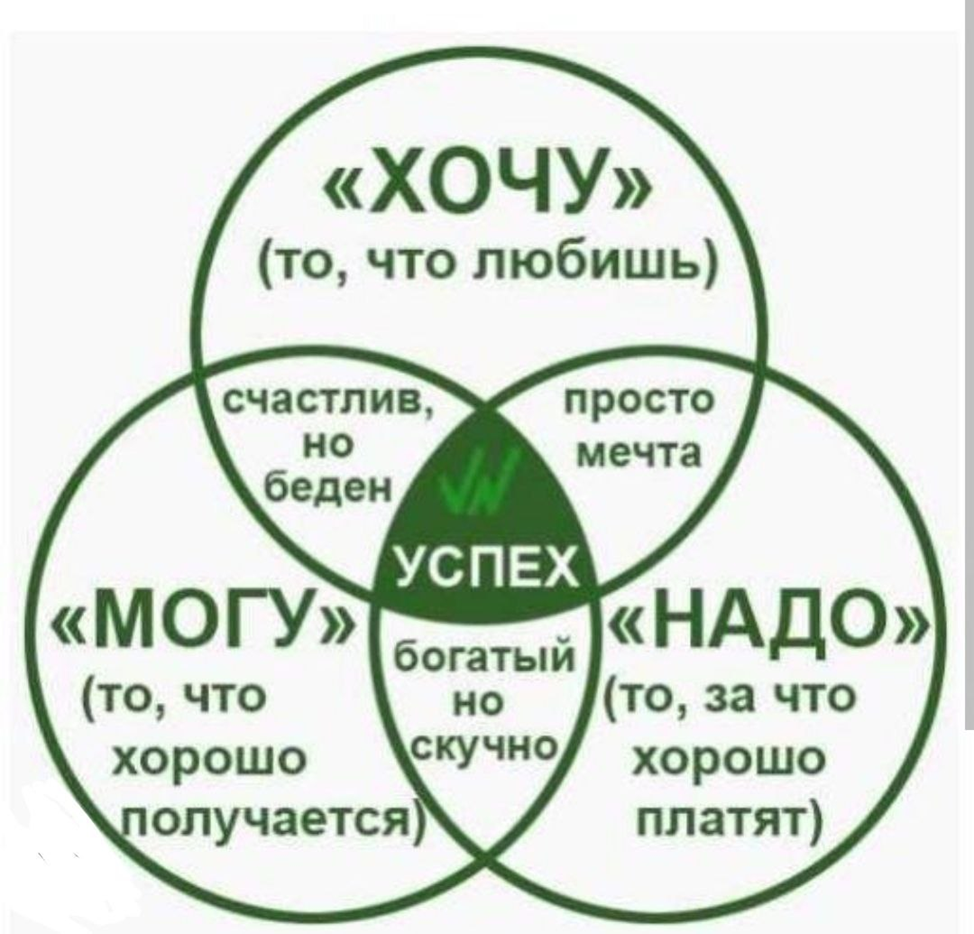 «ХОЧУ»
(то, что любишь)
счастлив,
но
беден
просто
мечта
УСПЕХ
«МОГУ»
(то, что
хорошо
получается)
богатый
но
скучно
«НАДО»
(то, за что
хорошо
платят)